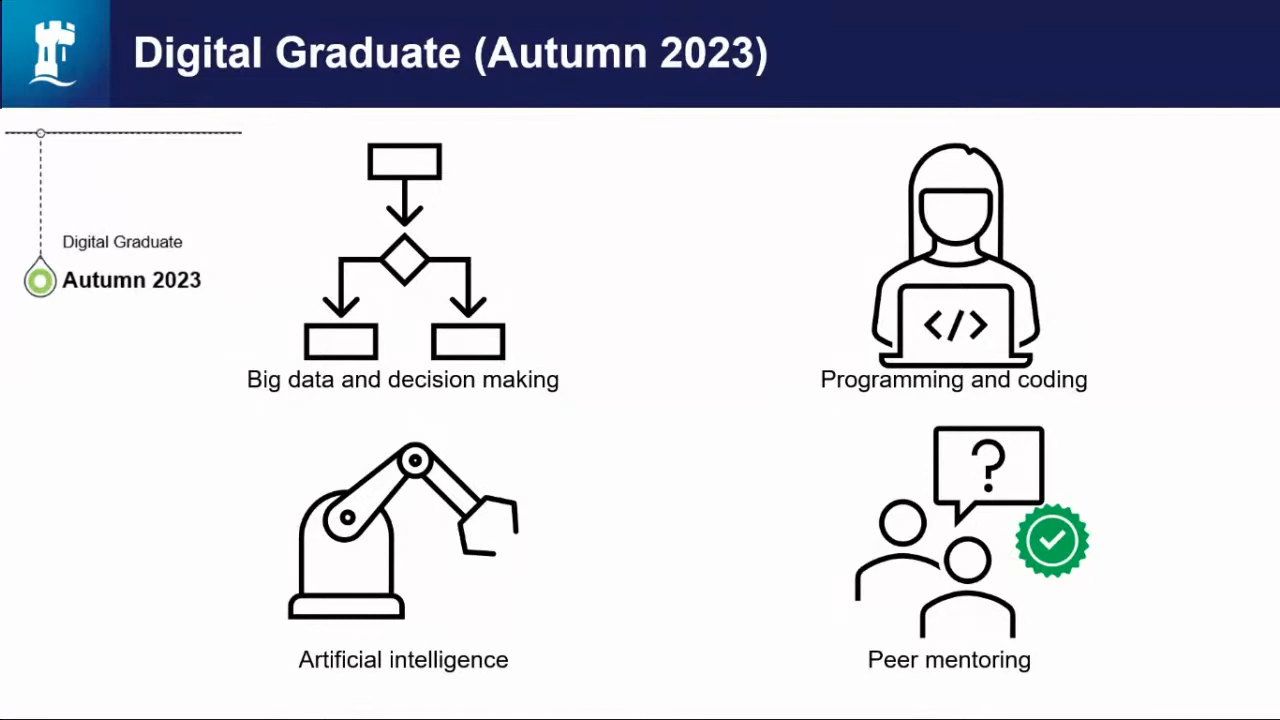 Digital Graduate (Autumn 2023)
Digital Graduate
Autumn 2023
Big data and decision making
</>
Programming and coding
?
Artificial intelligence
Peer mentoring